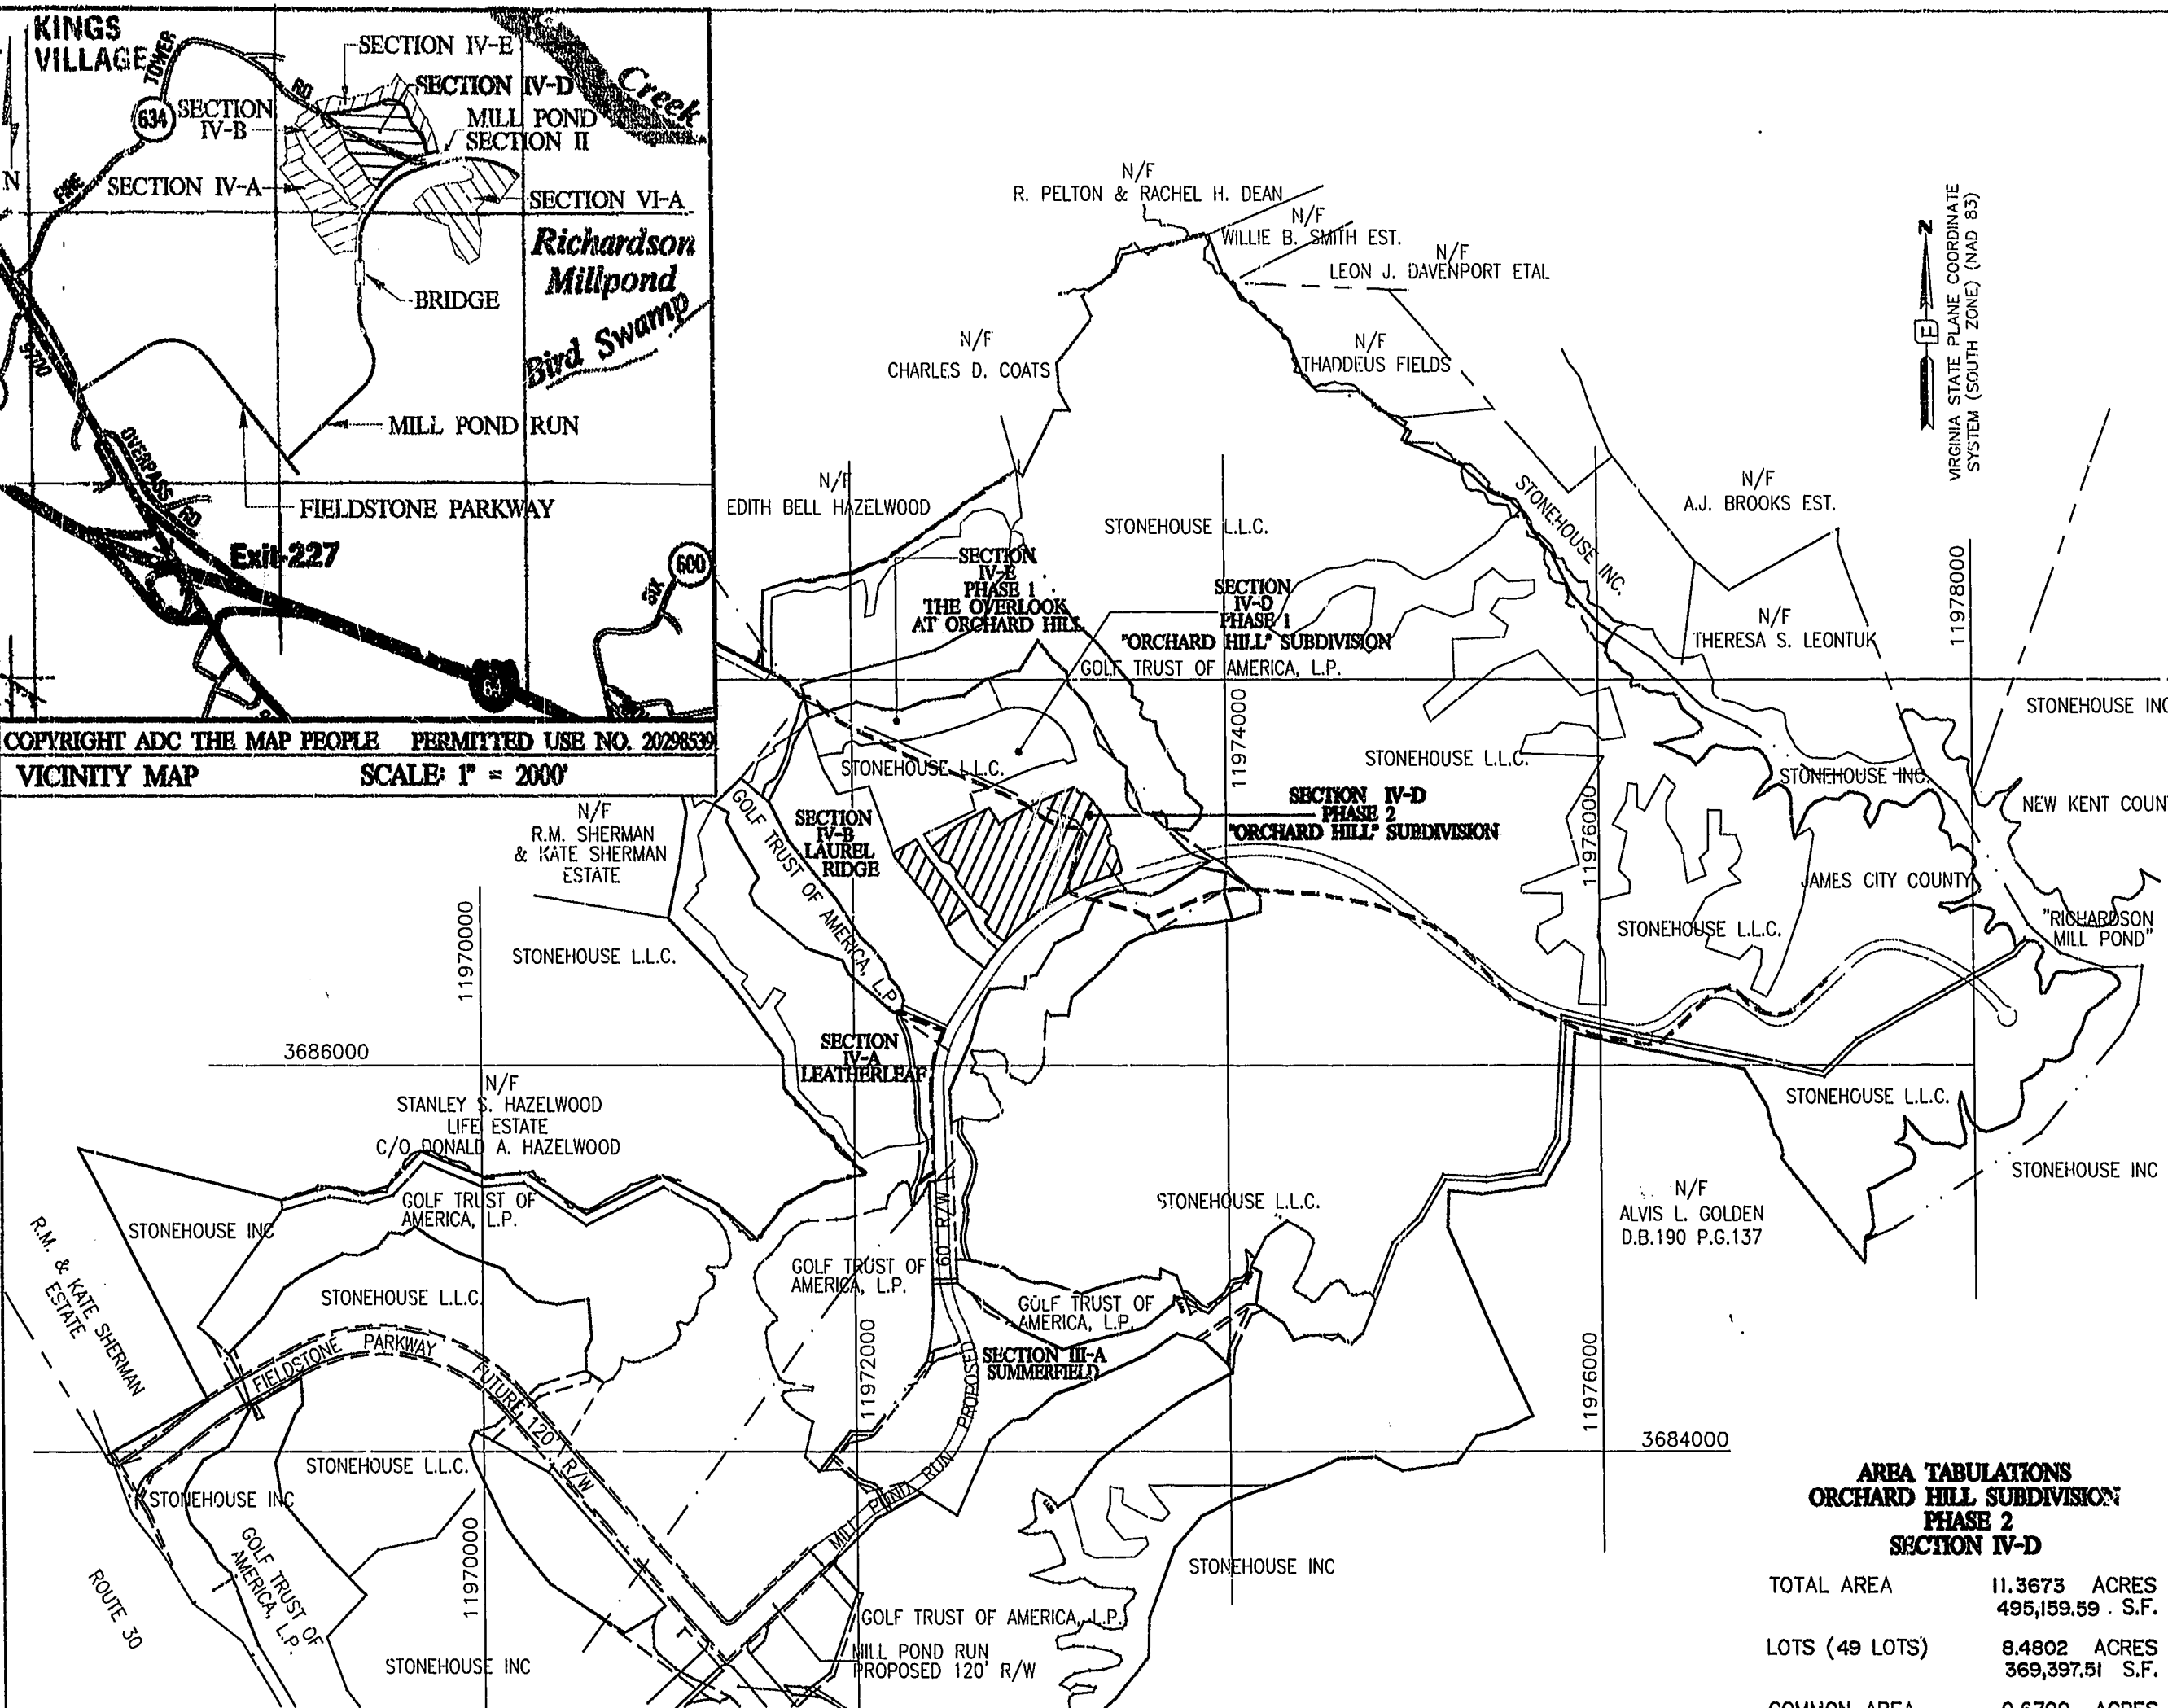 KINGS
VILLAGE
TOWER
RD
634
FIRE
N
SECTION IV-E
SECTION IV-D
SECTION
IV-B
MILL POND
SECTION II
SECTION IV-A
SECTION VI-A
Creek
Richardson
Millpond
Bird Swamp
BRIDGE
MILL POND RUN
FIELDSTONE PARKWAY
OVERPASS
RD
Exit 227
64
600
COPYRIGHT ADC THE MAP PEOPLE PERMITTED USE NO. 20298539
VICINITY MAP SCALE: 1" = 2000'
N/F
R. PELTON & RACHEL H. DEAN
N/F
WILLIE B. SMITH EST.
N/F
LEON J. DAVENPORT ETAL
N/F
CHARLES D. COATS
N/F
THADDEUS FIELDS
N
VIRGINIA STATE PLANE COORDINATE
SYSTEM (SOUTH ZONE) (NAD 83)
N/F
EDITH BELL HAZELWOOD
STONEHOUSE L.L.C.
STONEHOUSE INC.
N/F
A.J. BROOKS EST.
SECTION
IV-E
PHASE 1
THE OVERLOOK
AT ORCHARD HILL
SECTION
IV-D
PHASE 1
"ORCHARD HILL" SUBDIVISION
GOLF TRUST OF AMERICA, L.P.
N/F
THERESA S. LEONTUK
11978000
11974000
STONEHOUSE INC
STONEHOUSE L.L.C.
STONEHOUSE L.L.C.
STONEHOUSE INC.
SECTION IV-D
PHASE 2
"ORCHARD HILL" SUBDIVISION
NEW KENT COUN
N/F
R.M. SHERMAN
& KATE SHERMAN
ESTATE
GOLF TRUST OF AMERICA, L.P.
SECTION
IV-B
LAUREL
RIDGE
11976000
JAMES CITY COUNTY
STONEHOUSE L.L.C.
"RICHARDSON
MILL POND"
11970000
STONEHOUSE L.L.C.
SECTION
IV-A
LEATHERLEAF
3686000
N/F
STANLEY S. HAZELWOOD
LIFE ESTATE
C/O DONALD A. HAZELWOOD
STONEHOUSE L.L.C.
STONEHOUSE INC
GOLF TRUST OF
AMERICA, L.P.
STONEHOUSE INC
60' R/W
STONEHOUSE L.L.C.
N/F
ALVIS L. GOLDEN
D.B.190 P.G.137
R.M. & KATE SHERMAN
ESTATE
STONEHOUSE L.L.C.
GOLF TRUST OF
AMERICA, L.P.
GOLF TRUST OF
AMERICA, L.P.
FIELDSTONE PARKWAY
FUTURE 120' R/W
11972000
SECTION III-A
SUMMERFIELD
MILL POND RUN PROPOSED
11976000
3684000
STONEHOUSE L.L.C.
STONEHOUSE INC
GOLF TRUST OF
AMERICA, L.P.
ROUTE 30
11970000
STONEHOUSE INC
STONEHOUSE INC
GOLF TRUST OF AMERICA, L.P.
MILL POND RUN
PROPOSED 120' R/W
AREA TABULATIONS
ORCHARD HILL SUBDIVISION
PHASE 2
SECTION IV-D
TOTAL AREA 11.3673 ACRES
495,159.59 S.F.
LOTS (49 LOTS) 8.4802 ACRES
369,397.51 S.F.
COMMON AREA 0.6709 ACRES